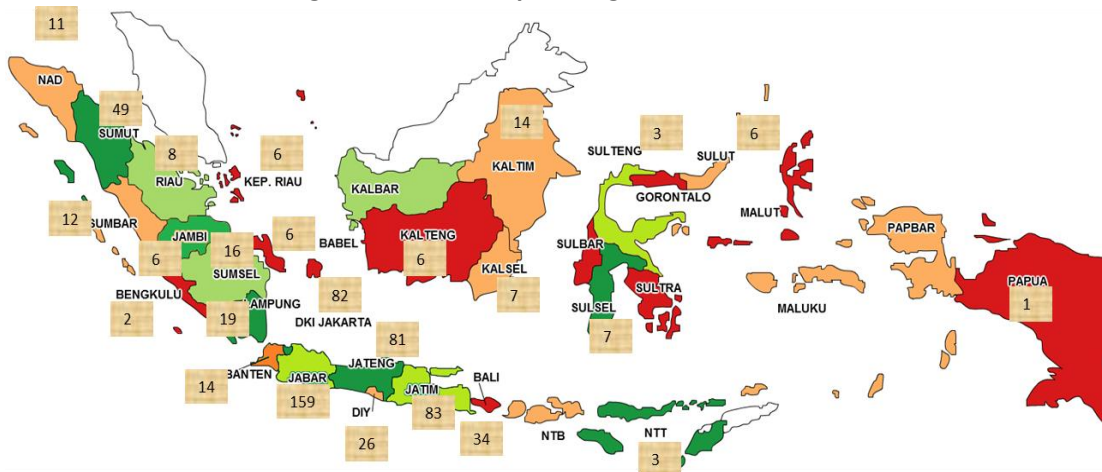 11
NAD
49
SUMUT
8
RIAU
6
KEP. RIAU
12
SUMBAR
6
JAMBI
16
SUMSEL
6
BABEL
BENGKULU
2
19
AMPUNG
82
DKI JAKARTA
KALBAR
14
KALTIM
KALTENG
6
KALSEL
7
SULTENG
3
6
SULUT
GORONTALO
MALUT
SULBAR
SULSEL
SULTRA
7
MALUKU
PAPBAR
PAPUA
1
14
BANTEN
JABAR
159
81
JATENG
DIY
26
JATIM
83
BALI
34
NTB
NTT
3